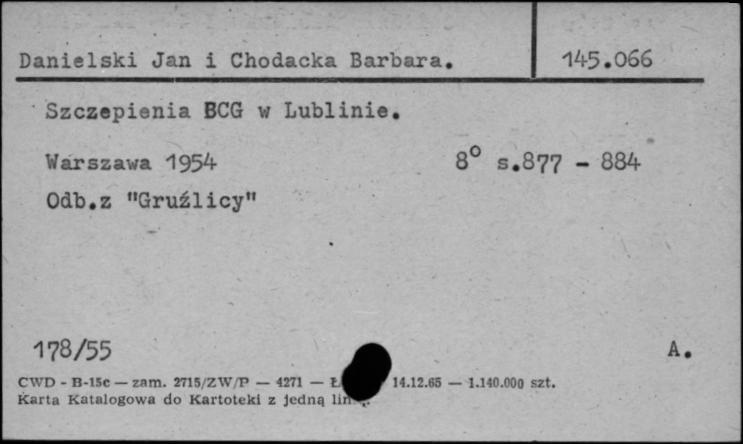 Danielski Jan i Chodacka Barbara. 145.066
Szczepienia BCG w Lublinie.
Warszawa 1954 8° s.877 - 884
Odb.z "Gruźlicy"
178/55 A.
CWD - B-15c — zam. 2715/ZW/P — 4271 — 14.12.65 — 1.140.000 szt.
Karta Katalogowa do Kartoteki z jedną